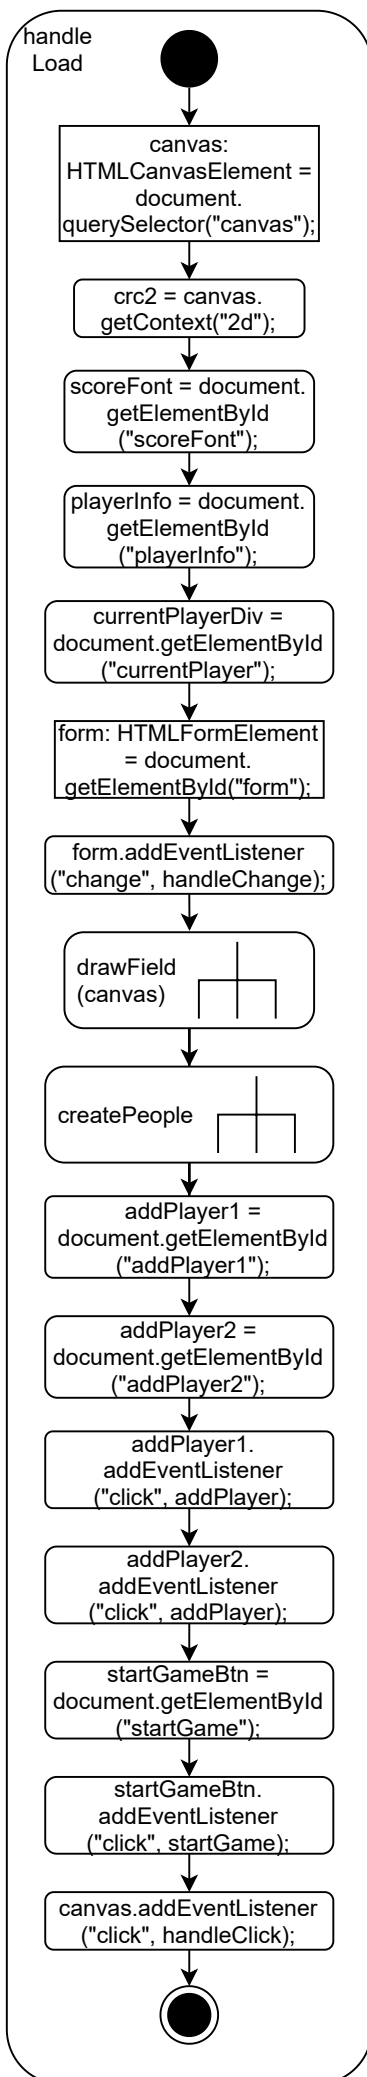 handle
Load
canvas:
HTMLCanvasElement =
document.
querySelector("canvas");
crc2 = canvas.
getContext("2d");
scoreFont = document.
getElementById
("scoreFont");
playerInfo = document.
getElementById
("playerInfo");
currentPlayerDiv =
document.getElementById
("currentPlayer");
form: HTMLFormElement
= document.
getElementById("form");
form.addEventListener
("change", handleChange);
drawField
(canvas)
createPeople
addPlayer1 =
document.getElementById
("addPlayer1");
addPlayer2 =
document.getElementById
("addPlayer2");
addPlayer1.
addEventListener
("click", addPlayer);
addPlayer2.
addEventListener
("click", addPlayer);
startGameBtn =
document.getElementById
("startGame");
startGameBtn.
addEventListener
("click", startGame);
canvas.addEventListener
("click", handleClick);